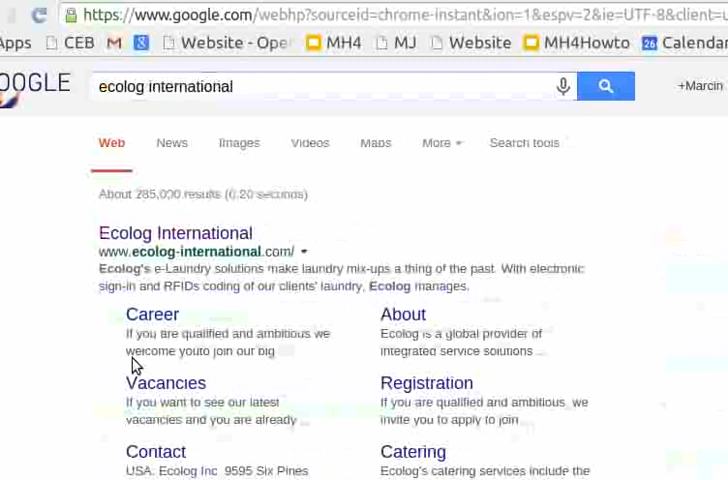 https://www.google.com/webhp?sourceid=chrome-instant&ion=1&espv=2&ie=UTF-8&client=
Apps CEB Website - Oper MH4 MJ Website MH4Howto 26 Calendar
OOGLE ecolog international +Marcin
Web News Images Videos Maps More Search tools
About 285,000 results (0.20 seconds)
Ecolog International
www.ecolog-international.com/
Ecolog's e-Laundry solutions make laundry mix-ups a thing of the past. With electronic
sign-in and RFIDs coding of our clients' laundry, Ecolog manages.
Career About
If you are qualified and ambitious we Ecolog is a global provider of
welcome youto join our big integrated service solutions ...
Vacancies Registration
If you want to see our latest If you are qualified and ambitious, we
vacancies and you are already ... invite you to apply to join ...
Contact Catering
USA. Ecolog Inc 9595 Six Pines Ecolog's catering services include the